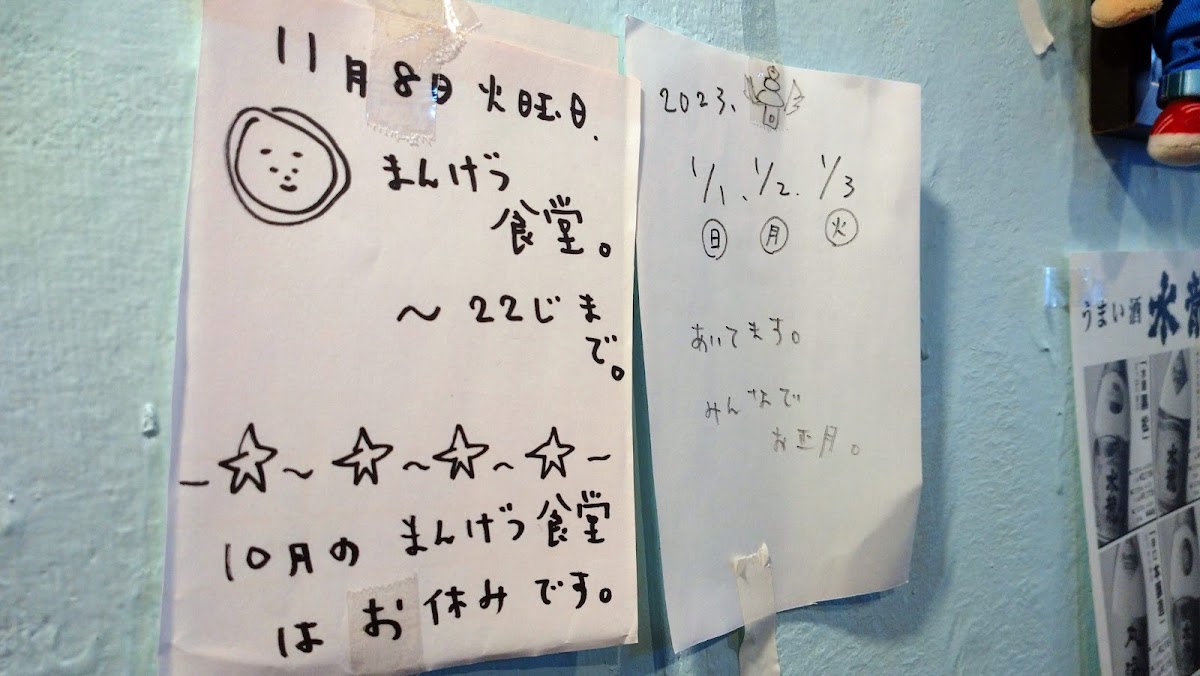 11月8日 火曜日.
まんげつ
食堂。
〜22じま
で。
10月の まんげつ食堂
は お休みです。
2023.
1/1、1/2. 1/3
日 月 火
あいてます。
みんなで
お正月。
うまい酒